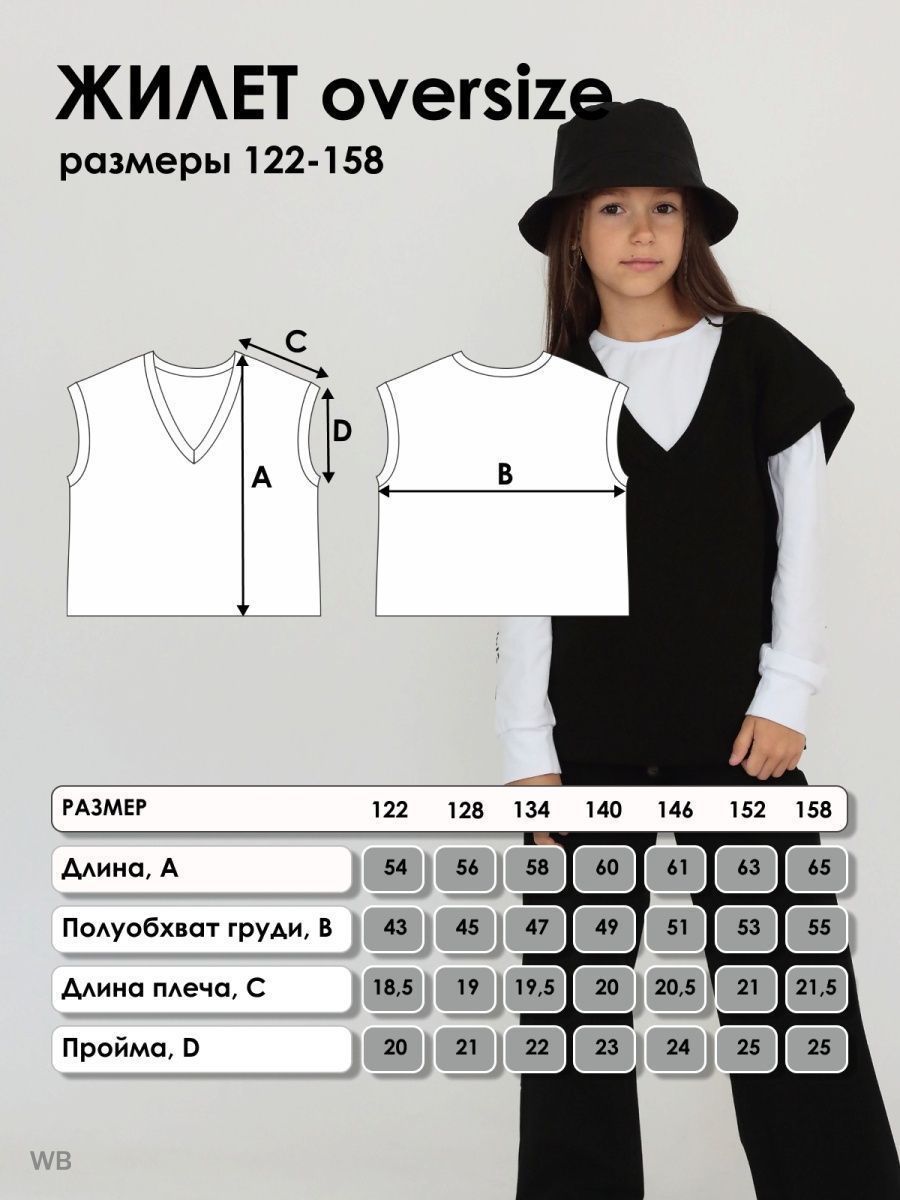 ЖИЛЕТ oversize
размеры 122-158
C
D
A
B
РАЗМЕР 122 128 134 140 146 152 158
Длина, A 54 56 58 60 61 63 65
Полуобхват груди, B 43 45 47 49 51 53 55
Длина плеча, C 18,5 19 19,5 20 20,5 21 21,5
Пройма, D 20 21 22 23 24 25 25
WB